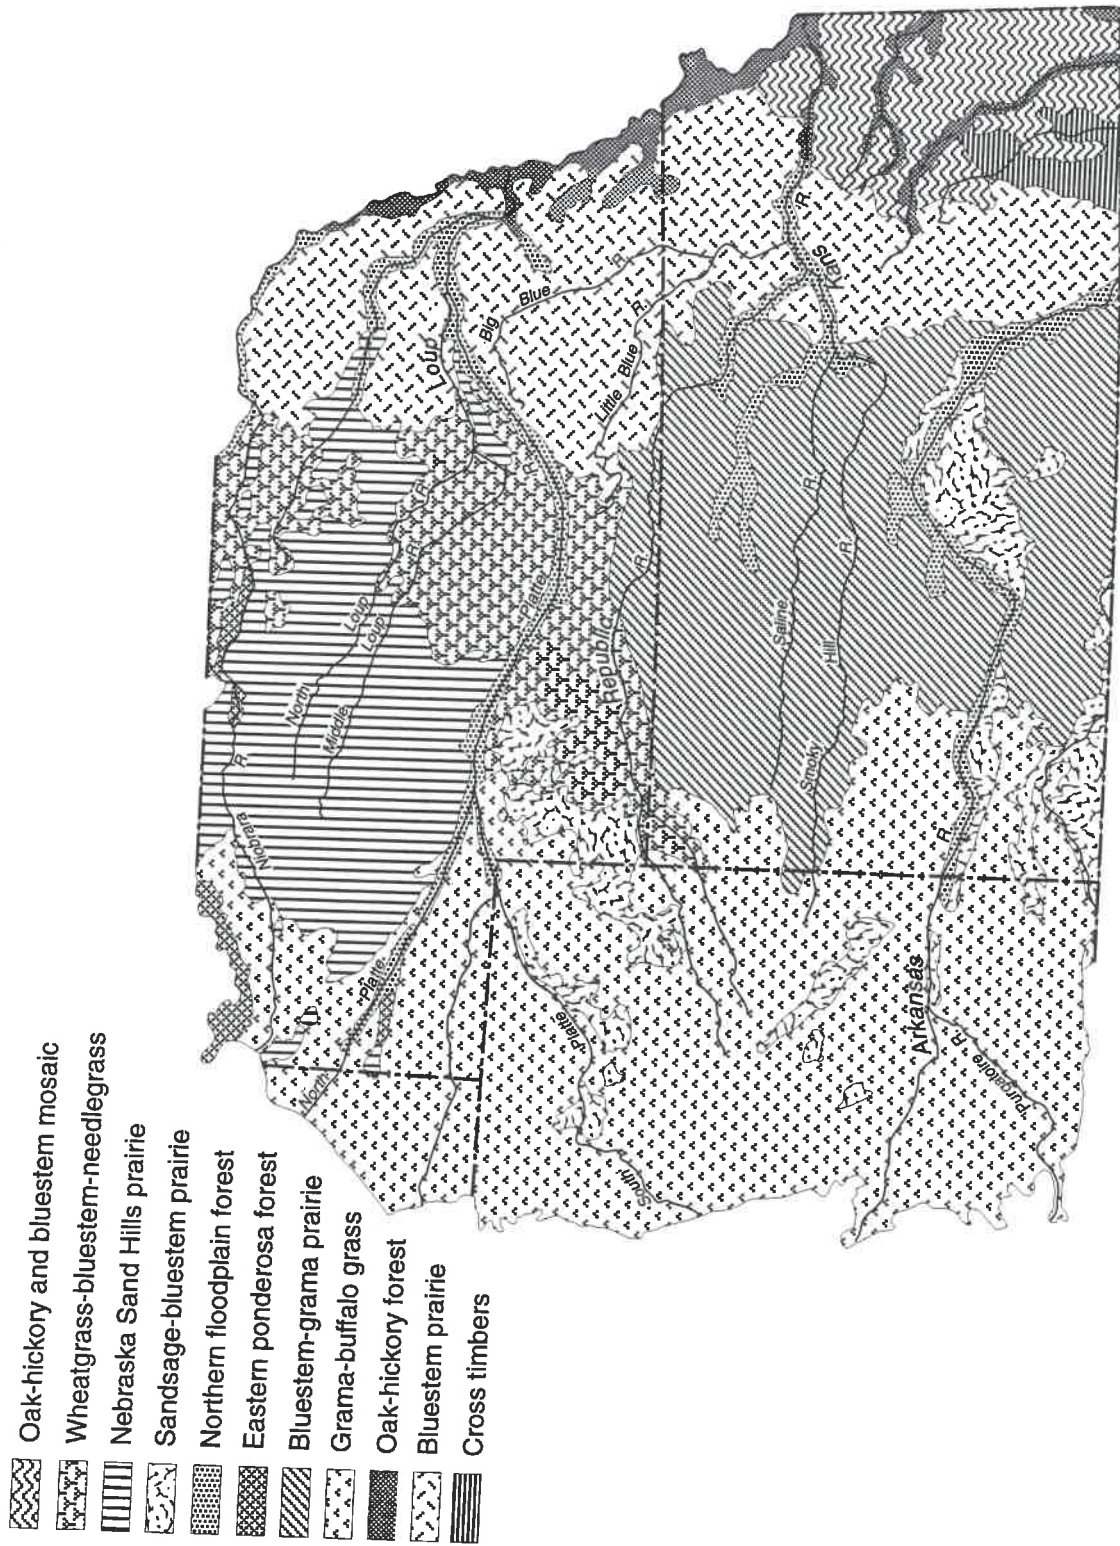 Oak-hickory and bluestem mosaic
Wheatgrass-bluestem-needlegrass
Nebraska Sand Hills prairie
Sandsage-bluestem prairie
Northern floodplain forest
Eastern ponderosa forest
Bluestem-grama prairie
Grama-buffalo grass
Oak-hickory forest
Bluestem prairie
Cross timbers
Niobrara R.
North Loup R.
Middle Loup R.
Loup
North Platte
Platte R.
South Platte
Big Blue R.
Little Blue R.
Republic
Kans R.
Saline R.
Smoky Hill R.
Arkansas R.
Purgatoire R.